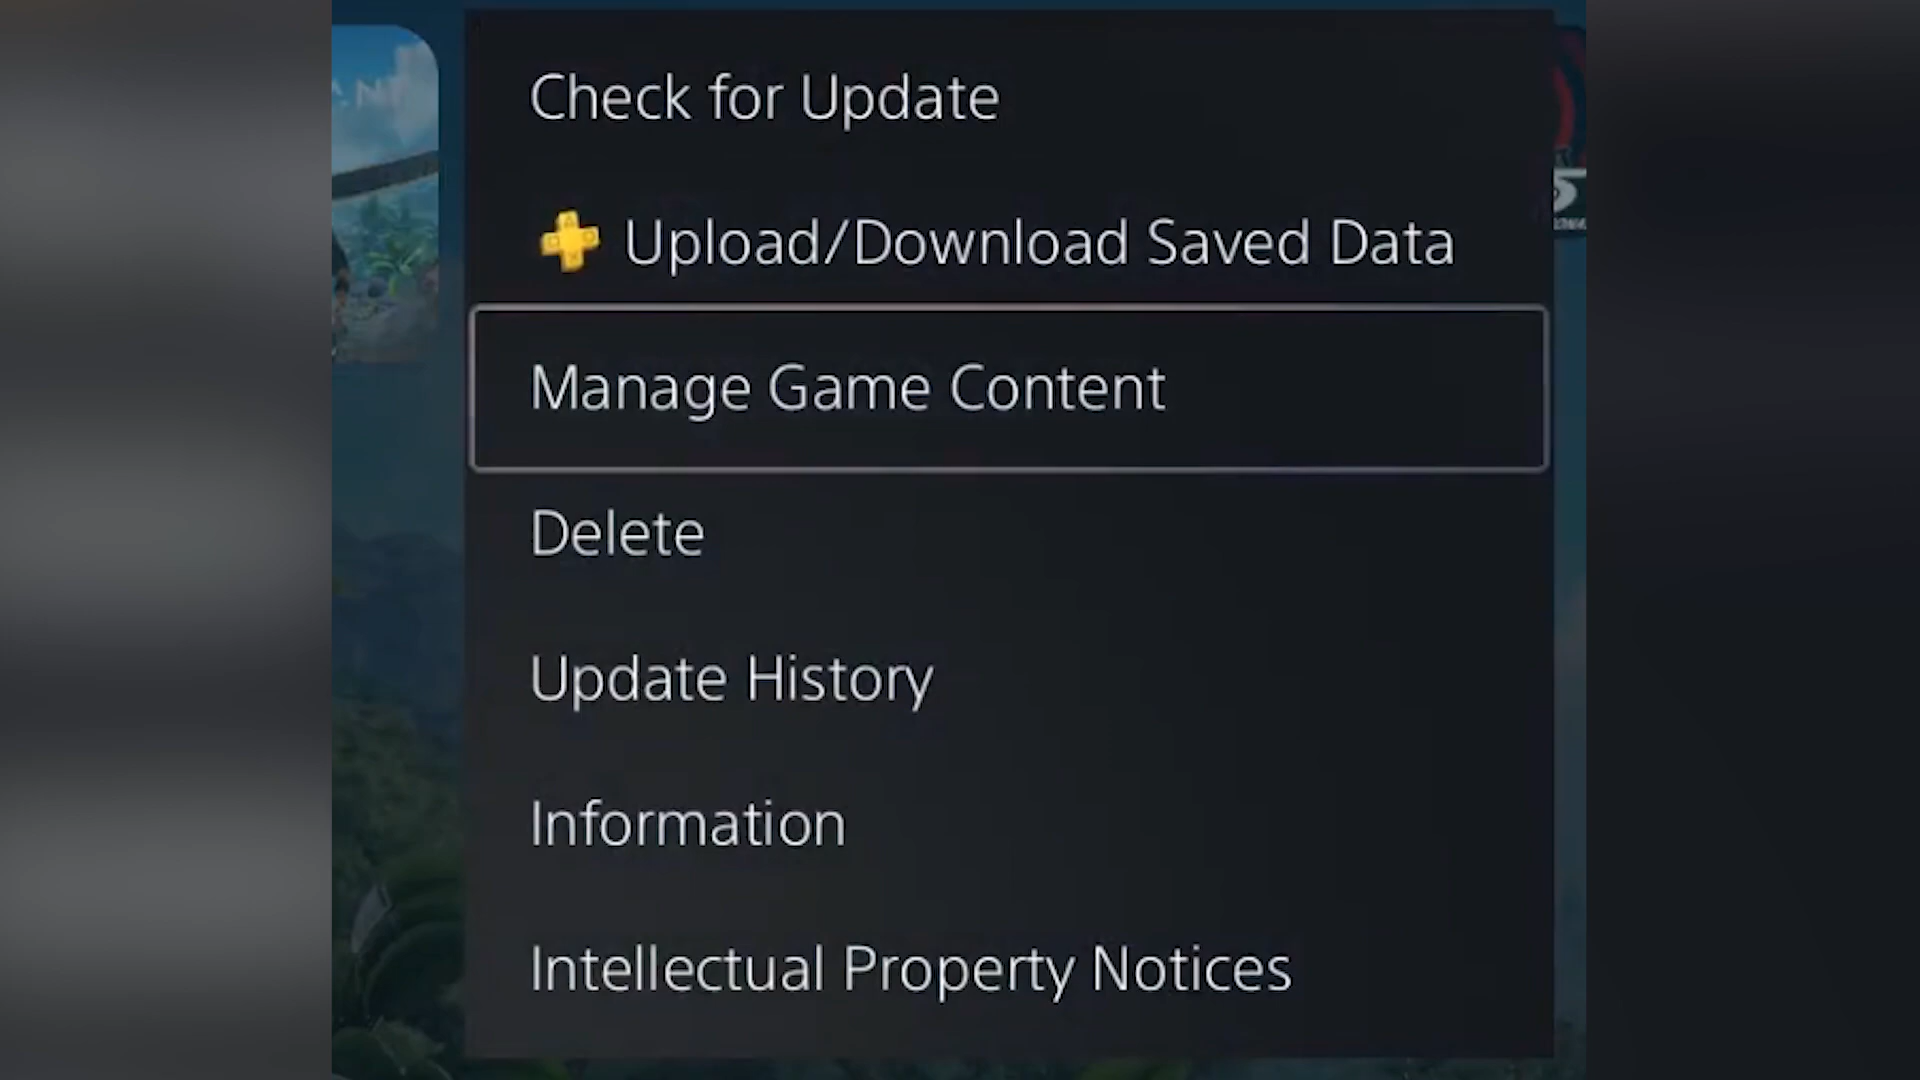 Check for Update
Upload/Download Saved Data
Manage Game Content
Delete
Update History
Information
Intellectual Property Notices